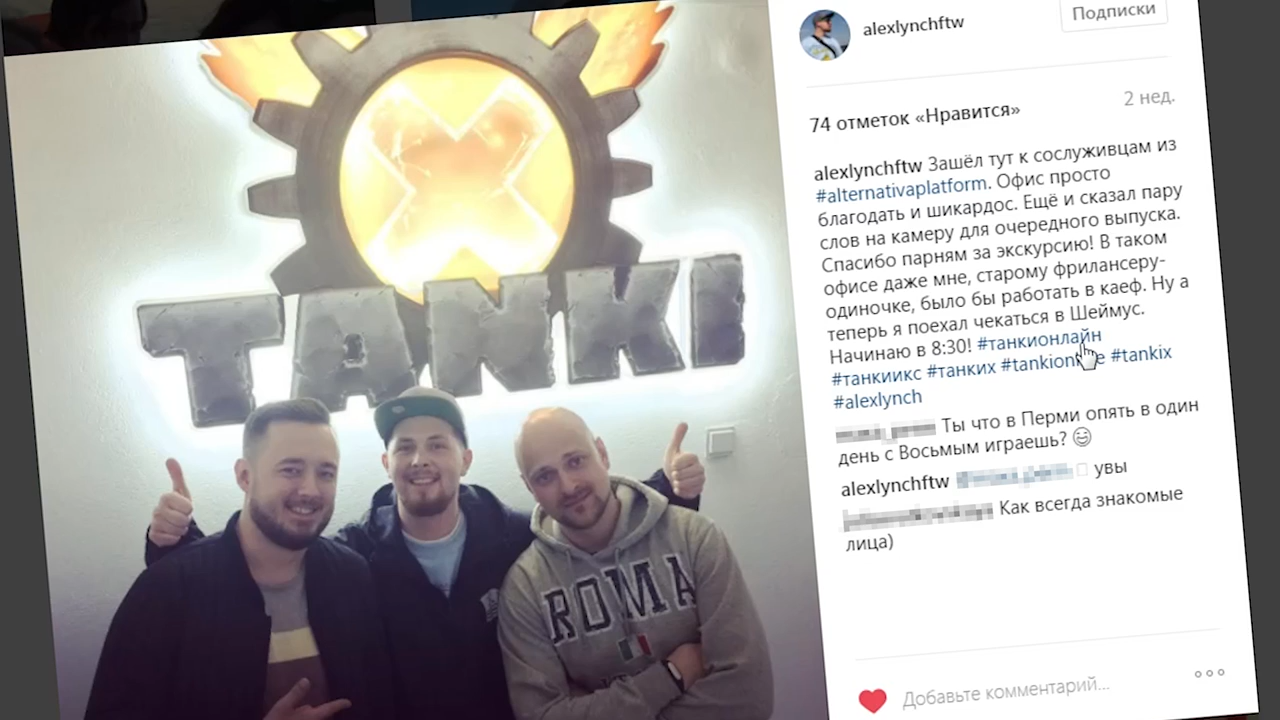 TANKI
ROMA
alexlynchftw
Подписки
74 отметок «Нравится»
2 нед.
alexlynchftw Зашёл тут к сослуживцам из
#alternativaplatform. Офис просто
благодать и шикардос. Ещё и сказал пару
слов на камеру для очередного выпуска.
Спасибо парням за экскурсию! В таком
офисе даже мне, старому фрилансеру-
одиночке, было бы работать в каеф. Ну а
теперь я поехал чекаться в Шеймус.
Начинаю в 8:30! #танкионлайн
#танкиикс #танких #tankix
#alexlynch
Ты что в Перми опять в один
день с Восьмым играешь? 😄
alexlynchftw увы
Как всегда знакомые
лица)
Добавьте комментарий...